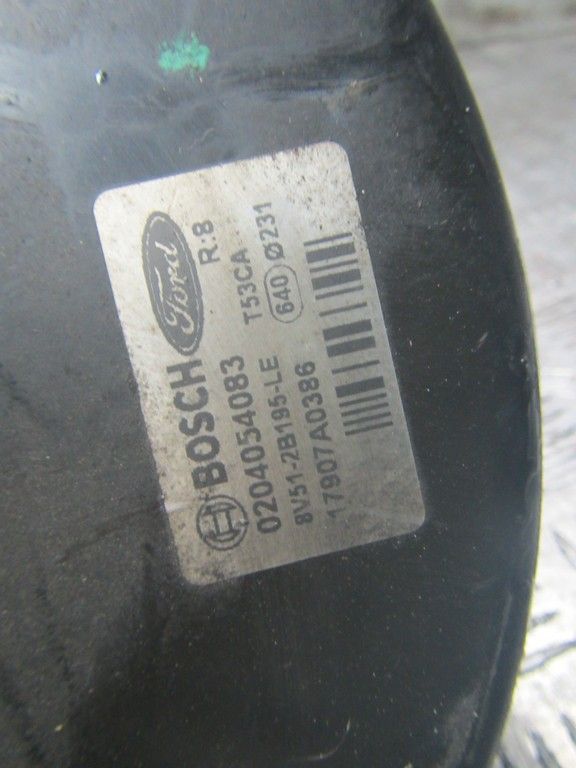 BOSCH Ford
0204054083 R:8
8V51-2B195-LE T53CA
17907A0386 640 Ø231